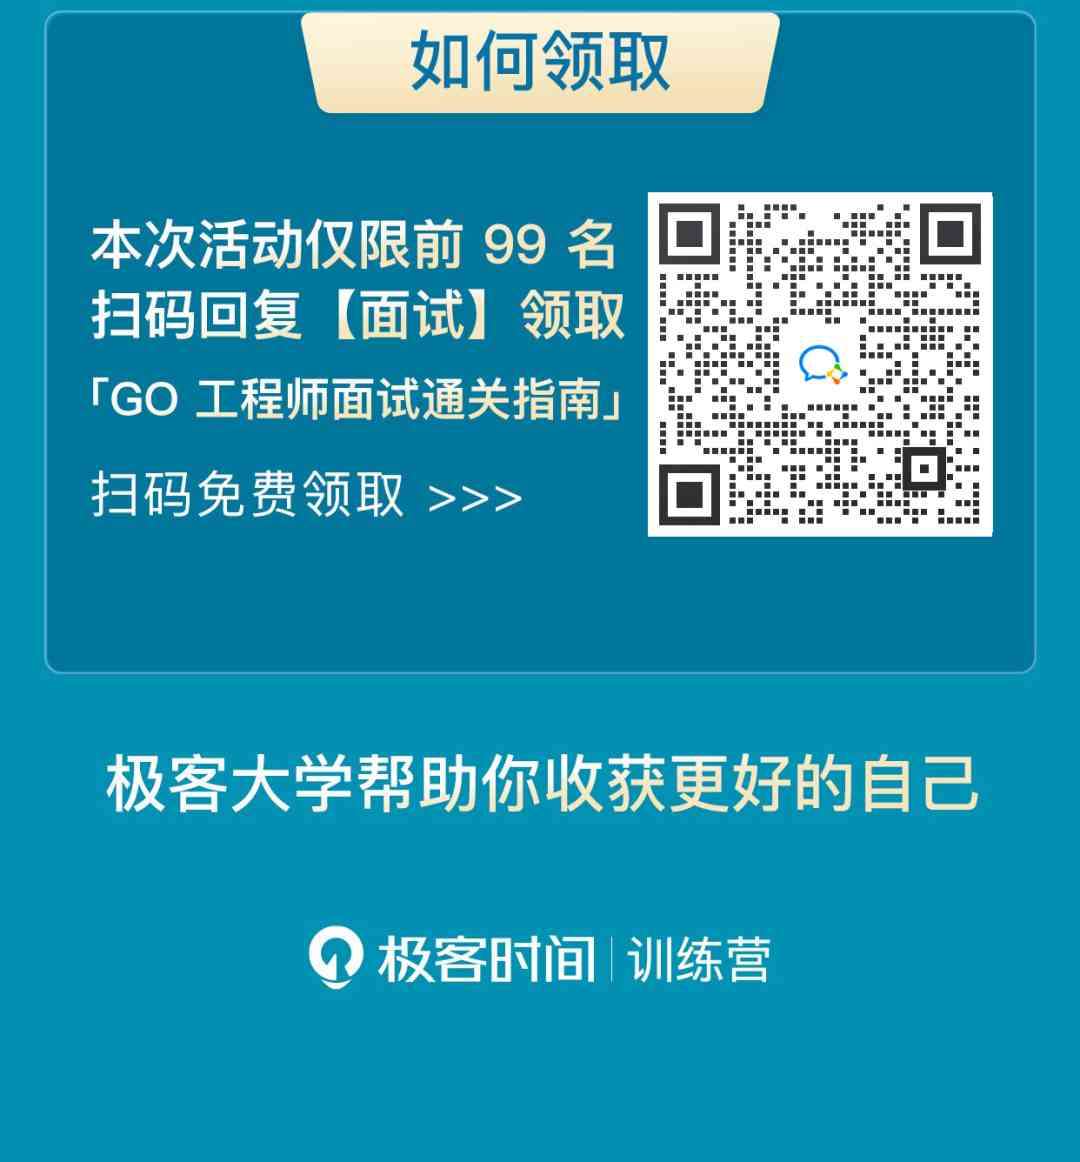 如何领取
本次活动仅限前 99 名
扫码回复【面试】领取
「GO 工程师面试通关指南」
扫码免费领取 >>>
极客大学帮助你收获更好的自己
极客时间 | 训练营